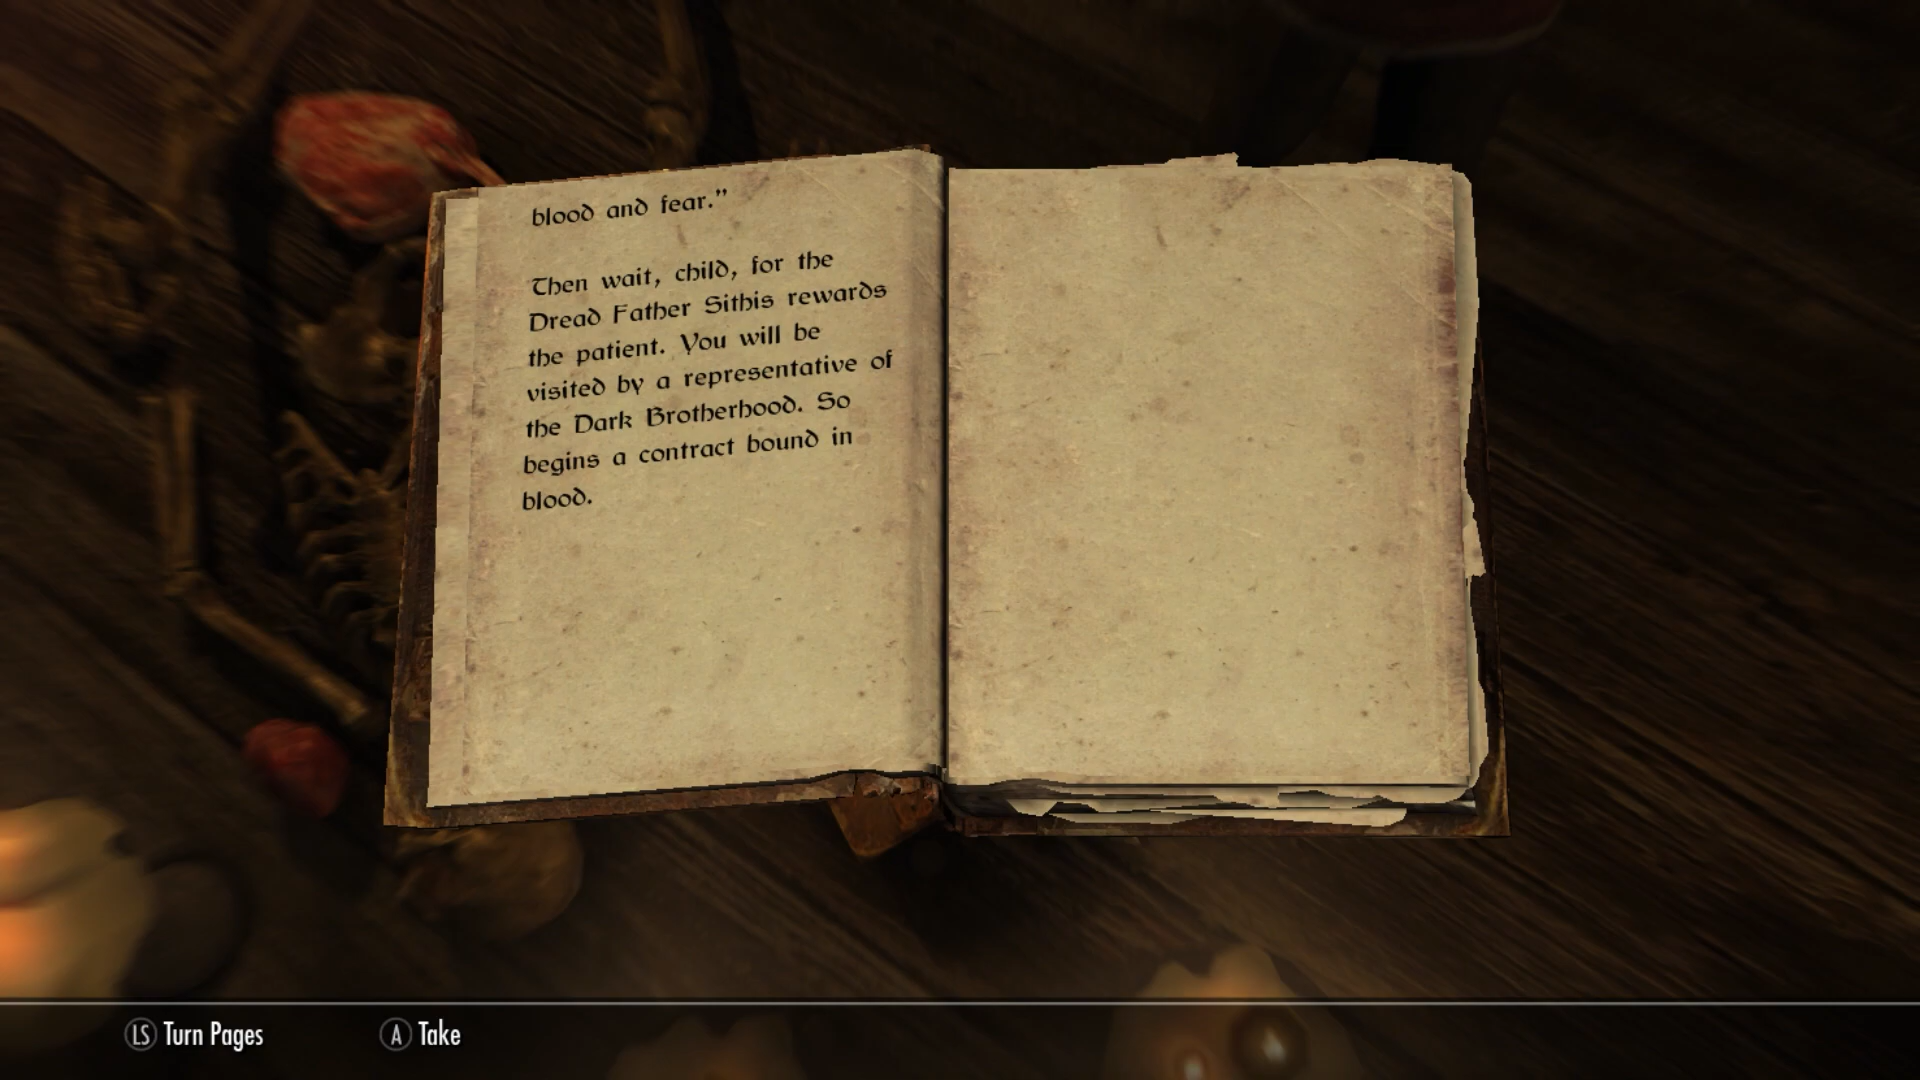 blood and fear."
Then wait, child, for the
Dread Father Sithis rewards
the patient. You will be
visited by a representative of
the Dark Brotherhood. So
begins a contract bound in
blood.
LS Turn Pages
A Take